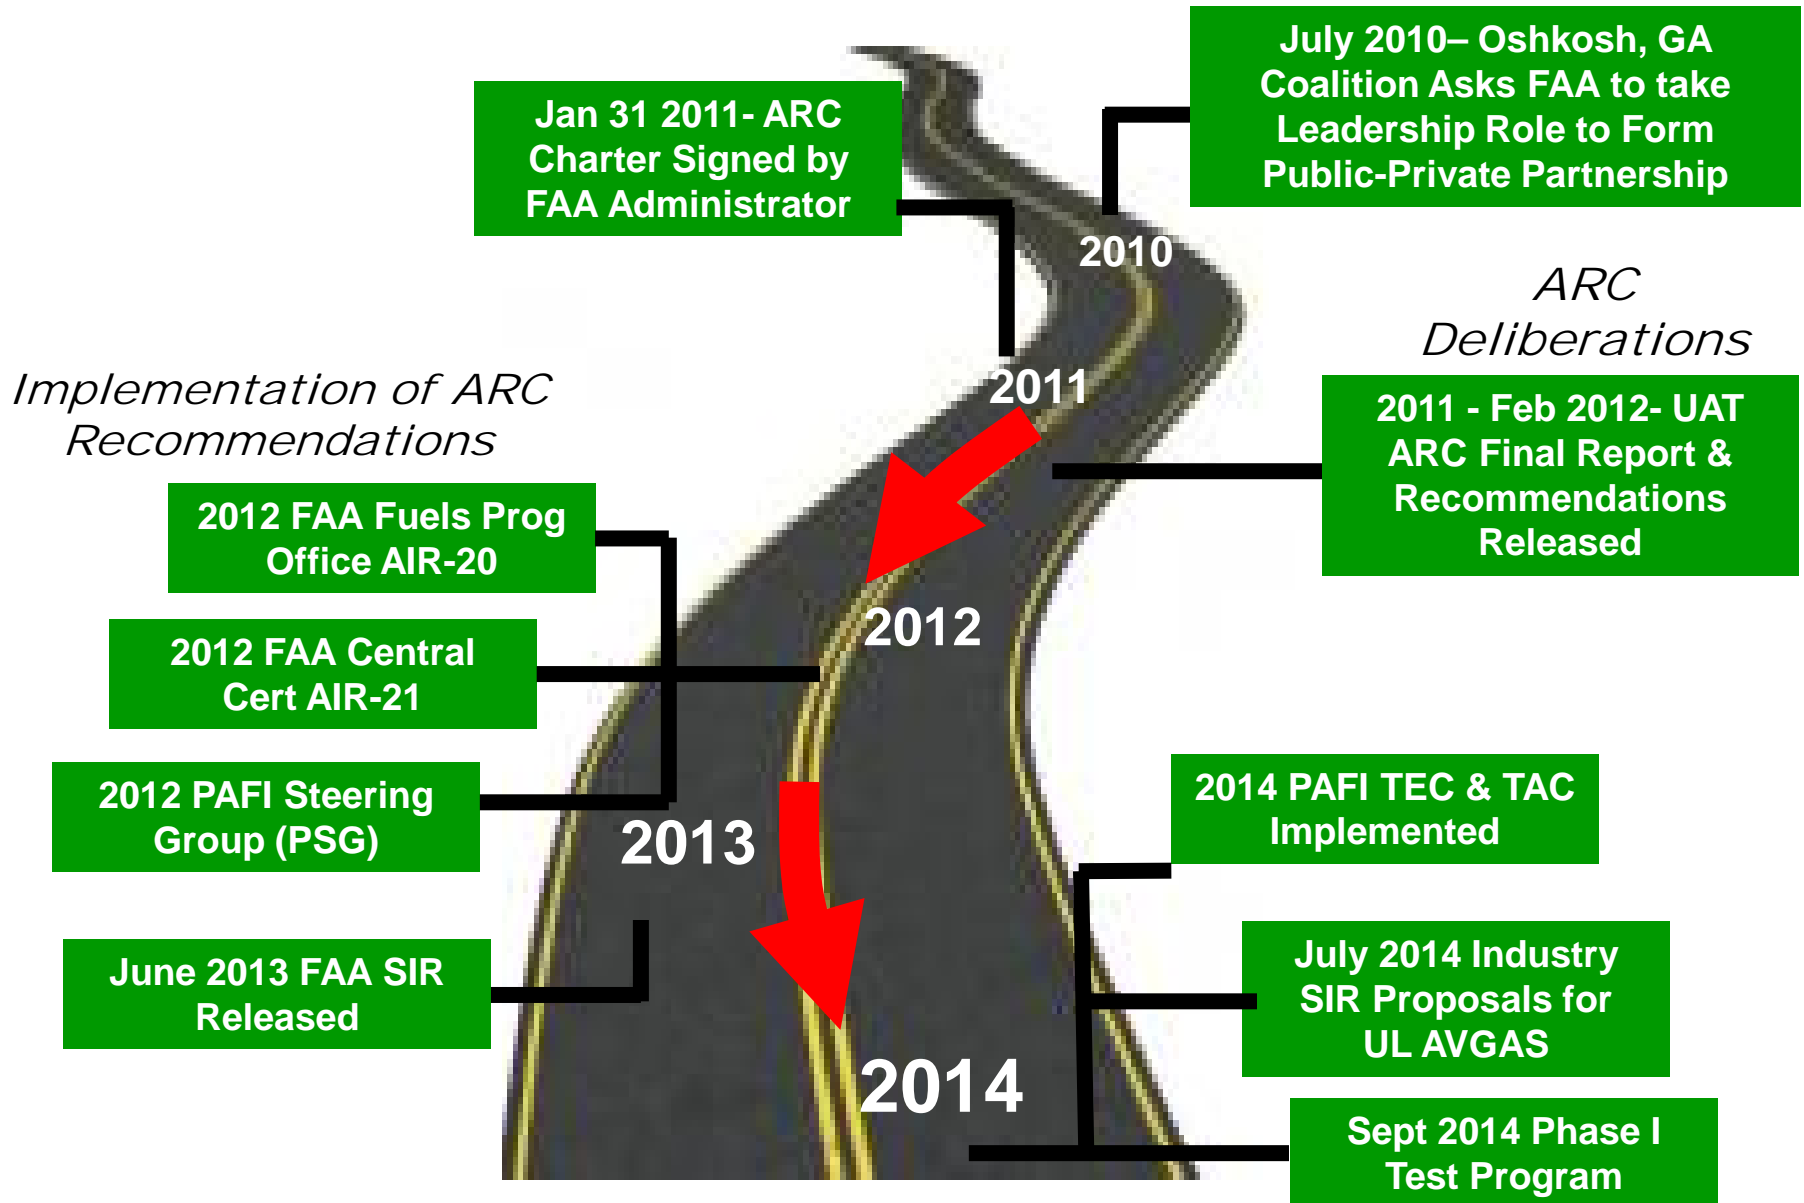 July 2010– Oshkosh, GA
Coalition Asks FAA to take
Leadership Role to Form
Public-Private Partnership
Jan 31 2011- ARC
Charter Signed by
FAA Administrator
2010
ARC
Deliberations
2011
2011 - Feb 2012- UAT
ARC Final Report &
Recommendations
Released
Implementation of ARC
Recommendations
2012 FAA Fuels Prog
Office AIR-20
2012
2012 FAA Central
Cert AIR-21
2012 PAFI Steering
Group (PSG)
2013
2014 PAFI TEC & TAC
Implemented
June 2013 FAA SIR
Released
July 2014 Industry
SIR Proposals for
UL AVGAS
2014
Sept 2014 Phase I
Test Program